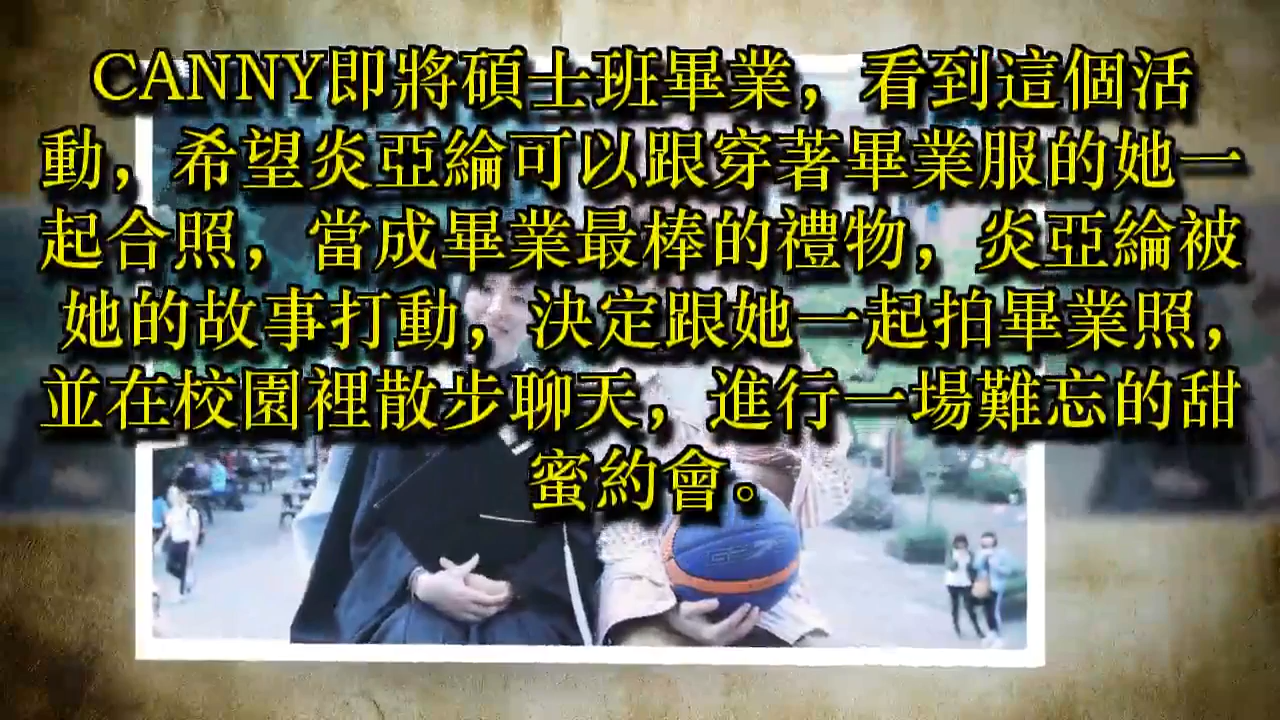 CANNY即將碩士班畢業，看到這個活
動，希望炎亞綸可以跟穿著畢業服的她一
起合照，當成畢業最棒的禮物，炎亞綸被
她的故事打動，決定跟她一起拍畢業照，
並在校園裡散步聊天，進行一場難忘的甜
蜜約會。